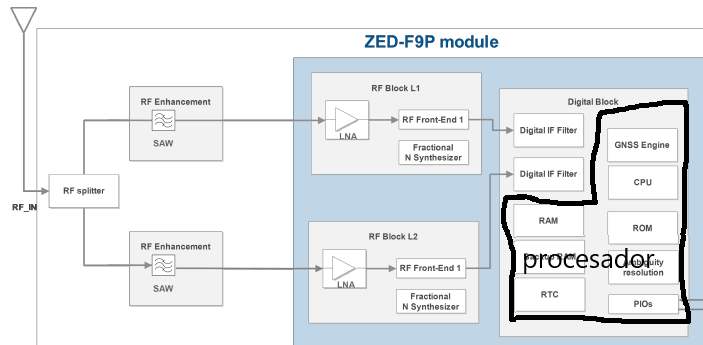 ZED-F9P module
RF Enhancement
SAW
RF Block L1
LNA
RF Front-End 1
Fractional
N Synthesizer
Digital Block
Digital IF Filter
GNSS Engine
Digital IF Filter
CPU
RF splitter
RF_IN
RF Enhancement
SAW
RF Block L2
LNA
RF Front-End 1
Fractional
N Synthesizer
RAM
ROM
Backup RAM
procesador
Ambiguity
resolution
RTC
PIOs